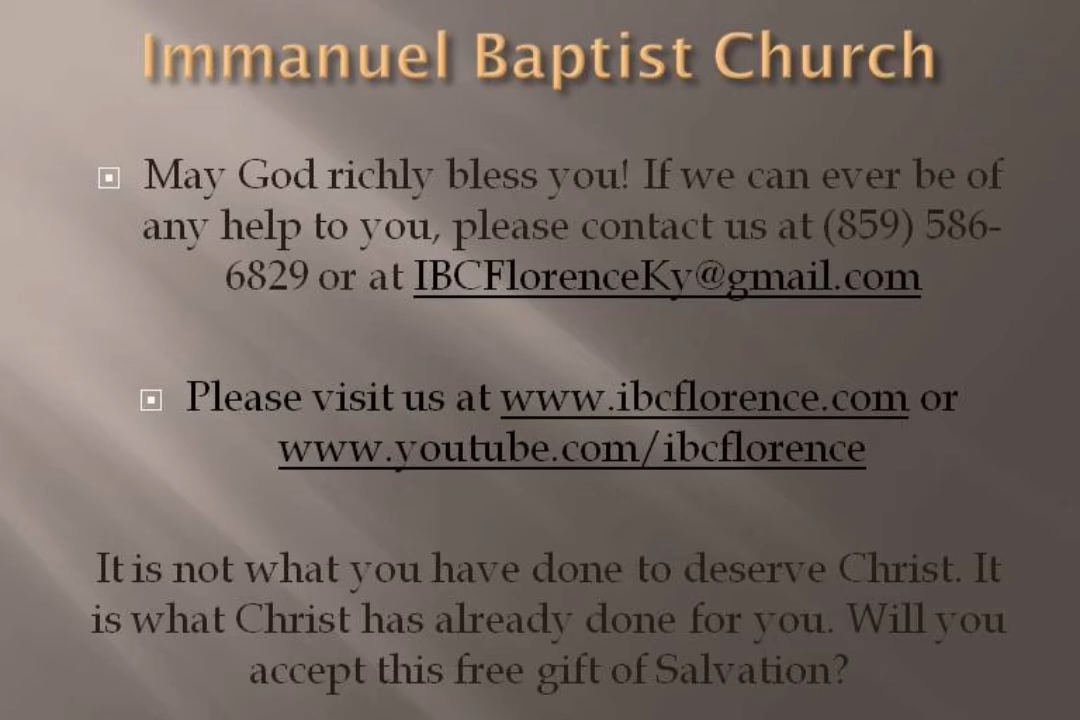 Immanuel Baptist Church
May God richly bless you! If we can ever be of
any help to you, please contact us at (859) 586-
6829 or at IBCFlorenceKy@gmail.com
Please visit us at www.ibcflorence.com or
www.youtube.com/ibcflorence
It is not what you have done to deserve Christ. It
is what Christ has already done for you. Will you
accept this free gift of Salvation?